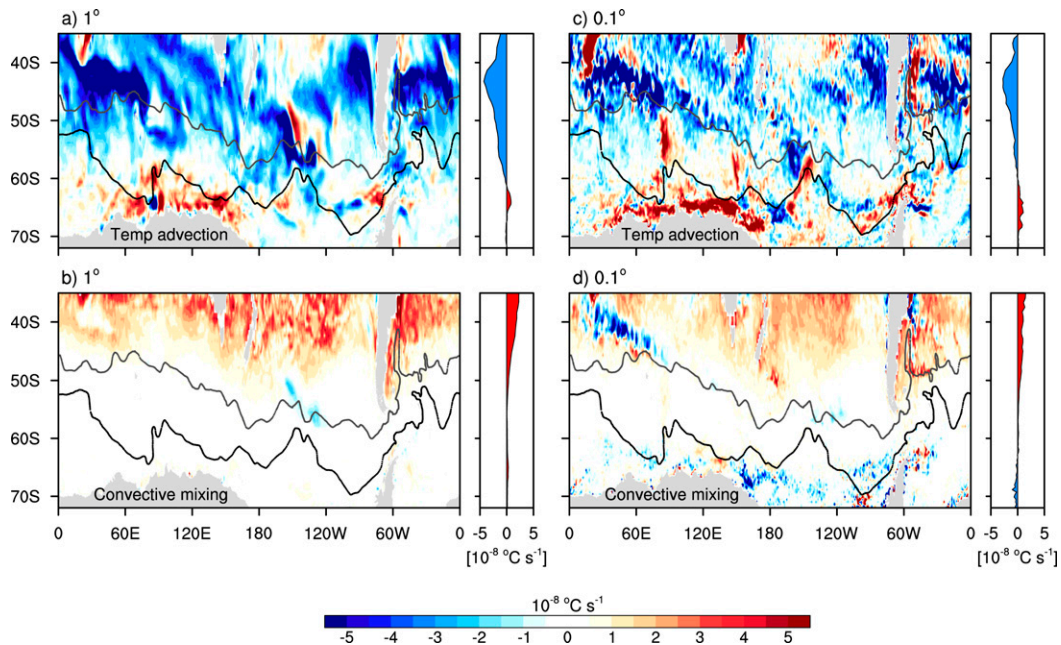 a) 1°
c) 0.1°
40S
50S
60S
70S
Temp advection
Temp advection
b) 1°
d) 0.1°
40S
50S
60S
70S
Convective mixing
Convective mixing
0 60E 120E 180 120W 60W 0 -5 0 5 0 60E 120E 180 120W 60W 0 -5 0 5
[10⁻⁸ °C s⁻¹] [10⁻⁸ °C s⁻¹]
10⁻⁸ °C s⁻¹
-5 -4 -3 -2 -1 0 1 2 3 4 5